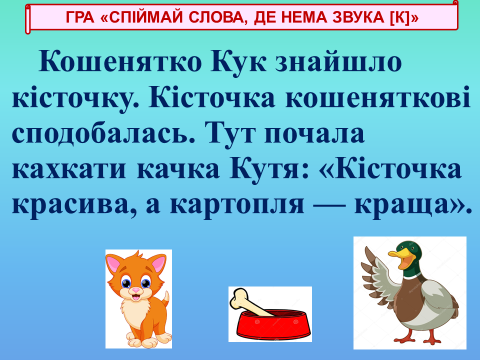 ГРА «СПІЙМАЙ СЛОВА, ДЕ НЕМА ЗВУКА [К]»
Кошенятко Кук знайшло
кісточку. Кісточка кошеняткові
сподобалась. Тут почала
кахкати качка Кутя: «Кісточка
красива, а картопля — краща».